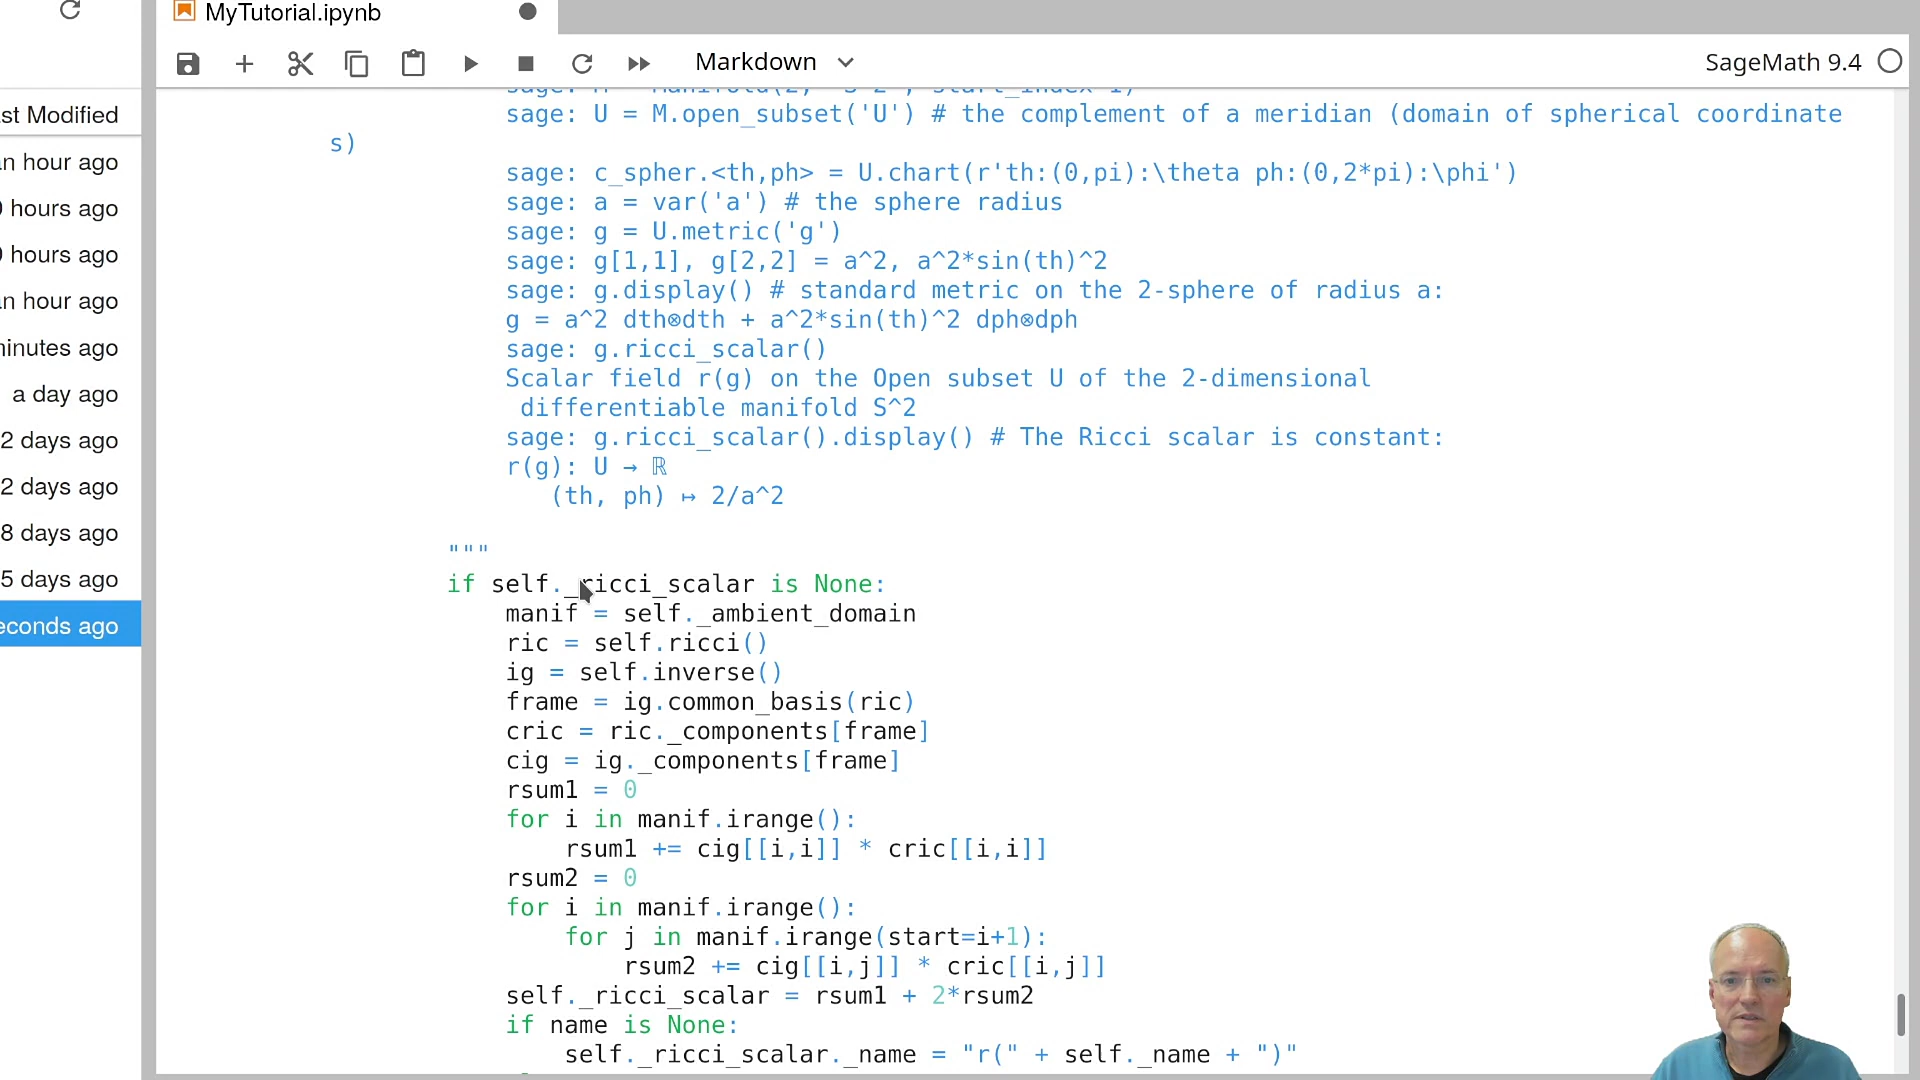 MyTutorial.ipynb
Markdown
SageMath 9.4
st Modified
n hour ago
hours ago
hours ago
n hour ago
minutes ago
a day ago
2 days ago
2 days ago
8 days ago
5 days ago
econds ago
sage: U = M.open_subset('U') # the complement of a meridian (domain of spherical coordinate
s)
sage: c_spher.<th,ph> = U.chart(r'th:(0,pi):\theta ph:(0,2*pi):\phi')
sage: a = var('a') # the sphere radius
sage: g = U.metric('g')
sage: g[1,1], g[2,2] = a^2, a^2*sin(th)^2
sage: g.display() # standard metric on the 2-sphere of radius a:
g = a^2 dth⊗dth + a^2*sin(th)^2 dph⊗dph
sage: g.ricci_scalar()
Scalar field r(g) on the Open subset U of the 2-dimensional
differentiable manifold S^2
sage: g.ricci_scalar().display() # The Ricci scalar is constant:
r(g): U → ℝ
(th, ph) ↦ 2/a^2
"""
if self._ricci_scalar is None:
manif = self._ambient_domain
ric = self.ricci()
ig = self.inverse()
frame = ig.common_basis(ric)
cric = ric._components[frame]
cig = ig._components[frame]
rsum1 = 0
for i in manif.irange():
rsum1 += cig[[i,i]] * cric[[i,i]]
rsum2 = 0
for i in manif.irange():
for j in manif.irange(start=i+1):
rsum2 += cig[[i,j]] * cric[[i,j]]
self._ricci_scalar = rsum1 + 2*rsum2
if name is None:
self._ricci_scalar._name = "r(" + self._name + ")"